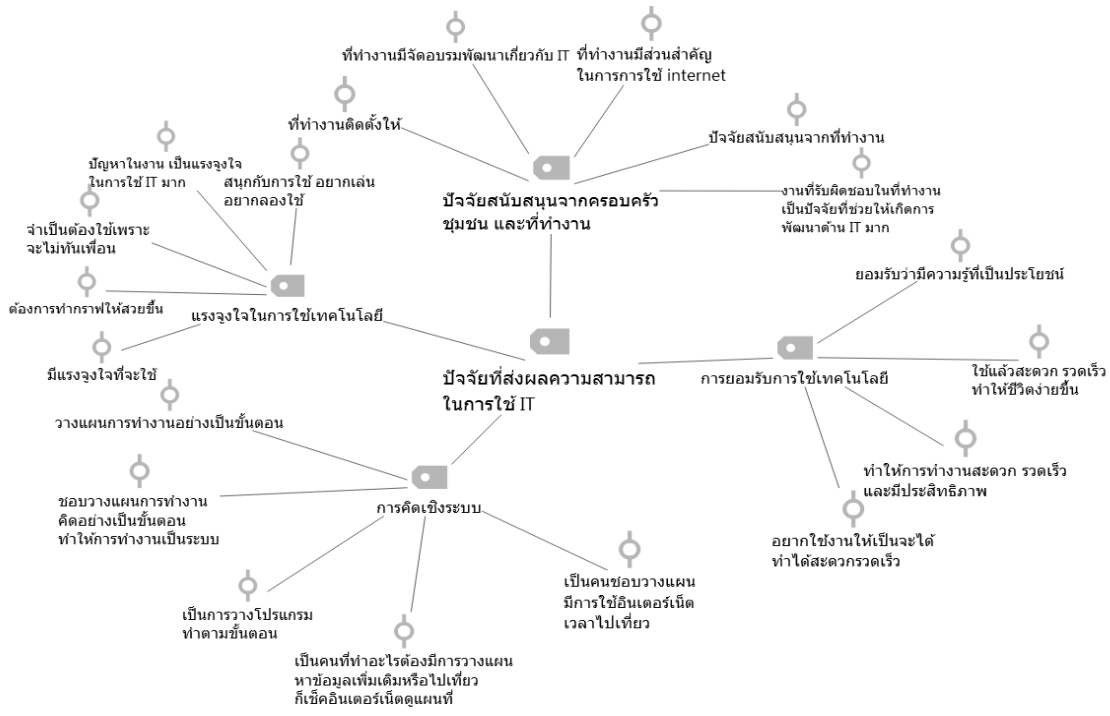 ที่ทำงานมีจัดอบรมพัฒนาเกี่ยวกับ IT
ที่ทำงานมีส่วนสำคัญ
ในการการใช้ internet
ที่ทำงานติดตั้งให้
ปัจจัยสนับสนุนจากที่ทำงาน
ปัญหาในงาน เป็นแรงจูงใจ
ในการใช้ IT มาก
สนุกกับการใช้ อยากเล่น
อยากลองใช้
ปัจจัยสนับสนุนจากครอบครัว
ชุมชน และที่ทำงาน
งานที่รับผิดชอบในที่ทำงาน
เป็นปัจจัยที่ช่วยให้เกิดการ
พัฒนาด้าน IT มาก
จำเป็นต้องใช้เพราะ
จะไม่ทันเพื่อน
ยอมรับว่ามีความรู้ที่เป็นประโยชน์
ต้องการทำกราฟให้สวยขึ้น
แรงจูงใจในการใช้เทคโนโลยี
มีแรงจูงใจที่จะใช้
ปัจจัยที่ส่งผลความสามารถ
ในการใช้ IT
การยอมรับการใช้เทคโนโลยี
ใช้แล้วสะดวก รวดเร็ว
ทำให้ชีวิตง่ายขึ้น
วางแผนการทำงานอย่างเป็นขั้นตอน
ทำให้การทำงานสะดวก รวดเร็ว
และมีประสิทธิภาพ
ชอบวางแผนการทำงาน
คิดอย่างเป็นขั้นตอน
ทำให้การทำงานเป็นระบบ
การคิดเชิงระบบ
อยากใช้งานให้เป็นจะได้
ทำได้สะดวกรวดเร็ว
เป็นคนชอบวางแผน
มีการใช้อินเตอร์เน็ต
เวลาไปเที่ยว
เป็นการวางโปรแกรม
ทำตามขั้นตอน
เป็นคนที่ทำอะไรต้องมีการวางแผน
หาข้อมูลเพิ่มเติมหรือไปเที่ยว
ก็เช็คอินเตอร์เน็ตดูแผนที่